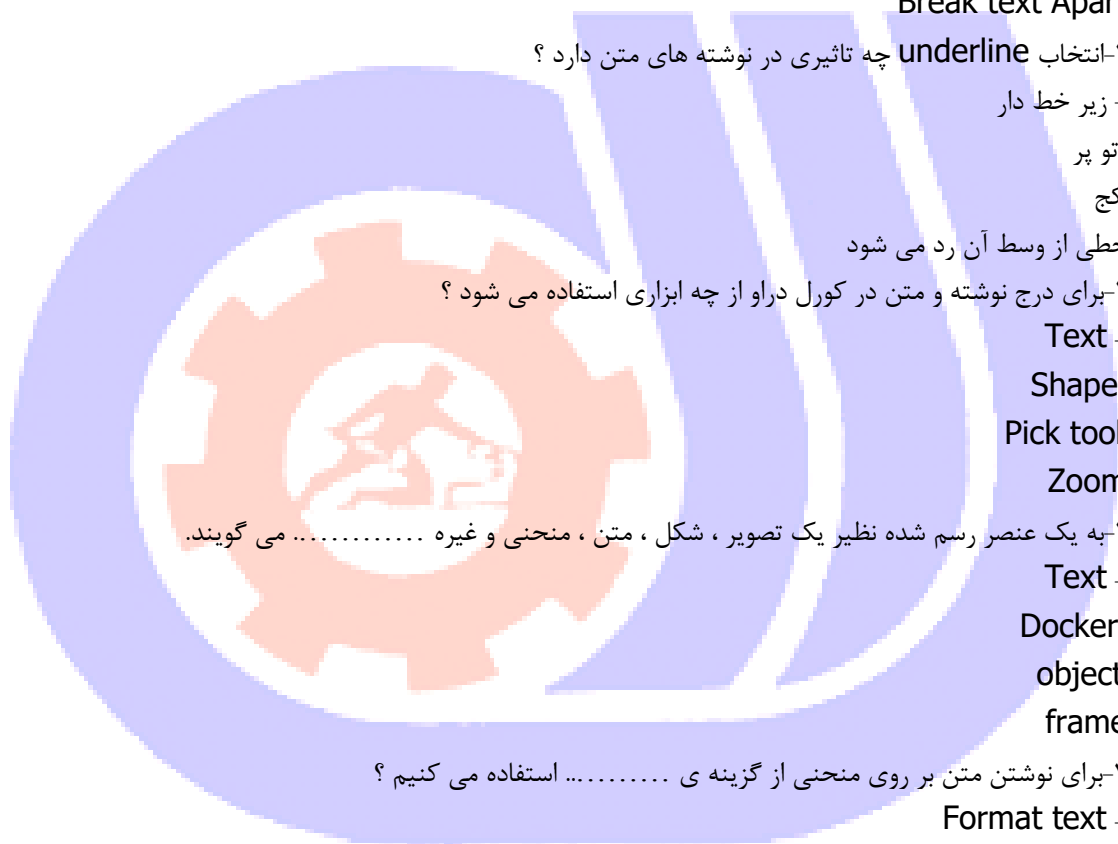 Break text Apar
-انتخاب underline چه تاثیری در نوشته های متن دارد ؟
- زیر خط دار
تو پر
کج
خطی از وسط آن رد می شود
-برای درج نوشته و متن در کورل دراو از چه ابزاری استفاده می شود ؟
Text -
Shape
Pick tool
Zoom
-به یک عنصر رسم شده نظیر یک تصویر ، شکل ، متن ، منحنی و غیره ............. می گویند.
Text -
Docker
object
frame
-برای نوشتن متن بر روی منحنی از گزینه ی ........... استفاده می کنیم ؟
Format text -